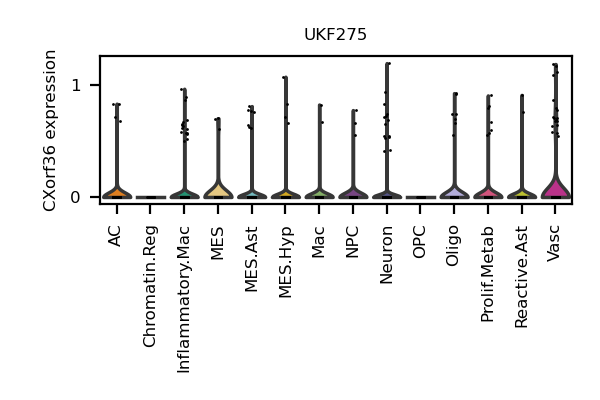 UKF275
CXorf36 expression
1
0
AC
Chromatin.Reg
Inflammatory.Mac
MES
MES.Ast
MES.Hyp
Mac
NPC
Neuron
OPC
Oligo
Prolif.Metab
Reactive.Ast
Vasc